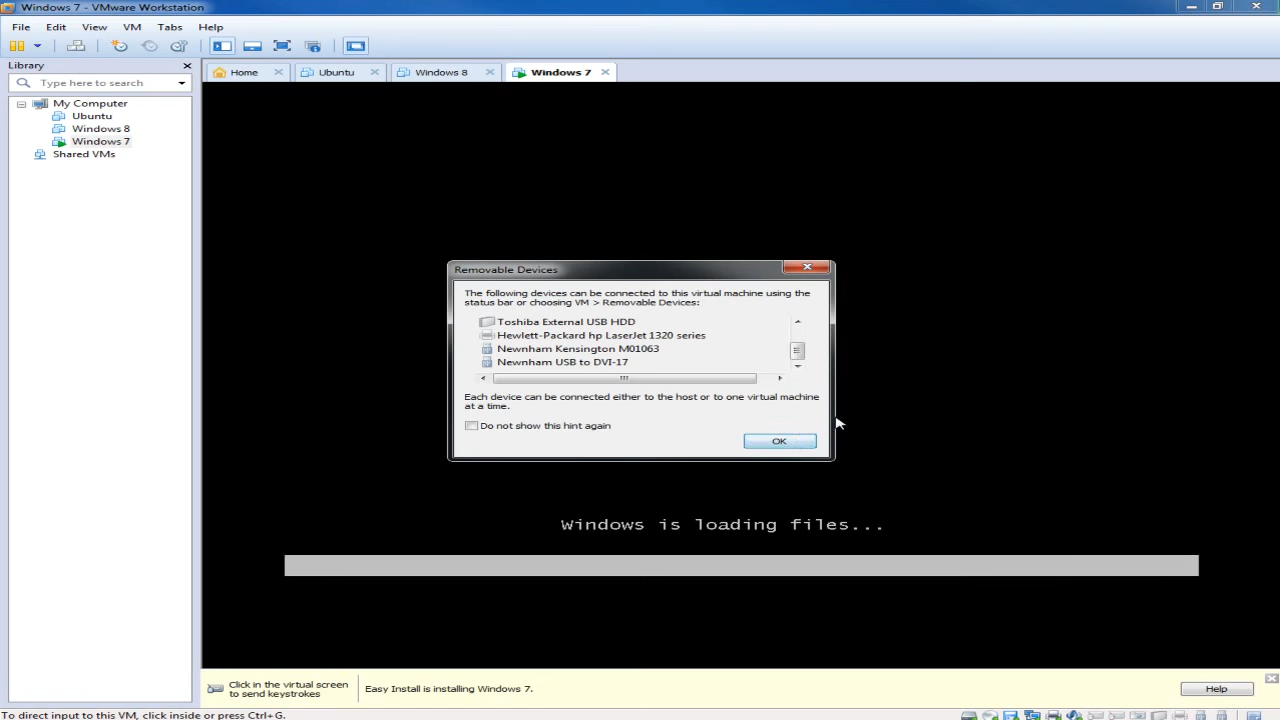 Windows 7 - VMware Workstation
File Edit View VM Tabs Help
Library
Type here to search
My Computer
Ubuntu
Windows 8
Windows 7
Shared VMs
Home Ubuntu Windows 8 Windows 7
Removable Devices
The following devices can be connected to this virtual machine using the
status bar or choosing VM > Removable Devices:
Toshiba External USB HDD
Hewlett-Packard hp LaserJet 1320 series
Newnham Kensington M01063
Newnham USB to DVI-17
Each device can be connected either to the host or to one virtual machine
at a time.
Do not show this hint again
OK
Windows is loading files...
Click in the virtual screen
to send keystrokes
Easy Install is installing Windows 7.
Help
To direct input to this VM, click inside or press Ctrl+G.